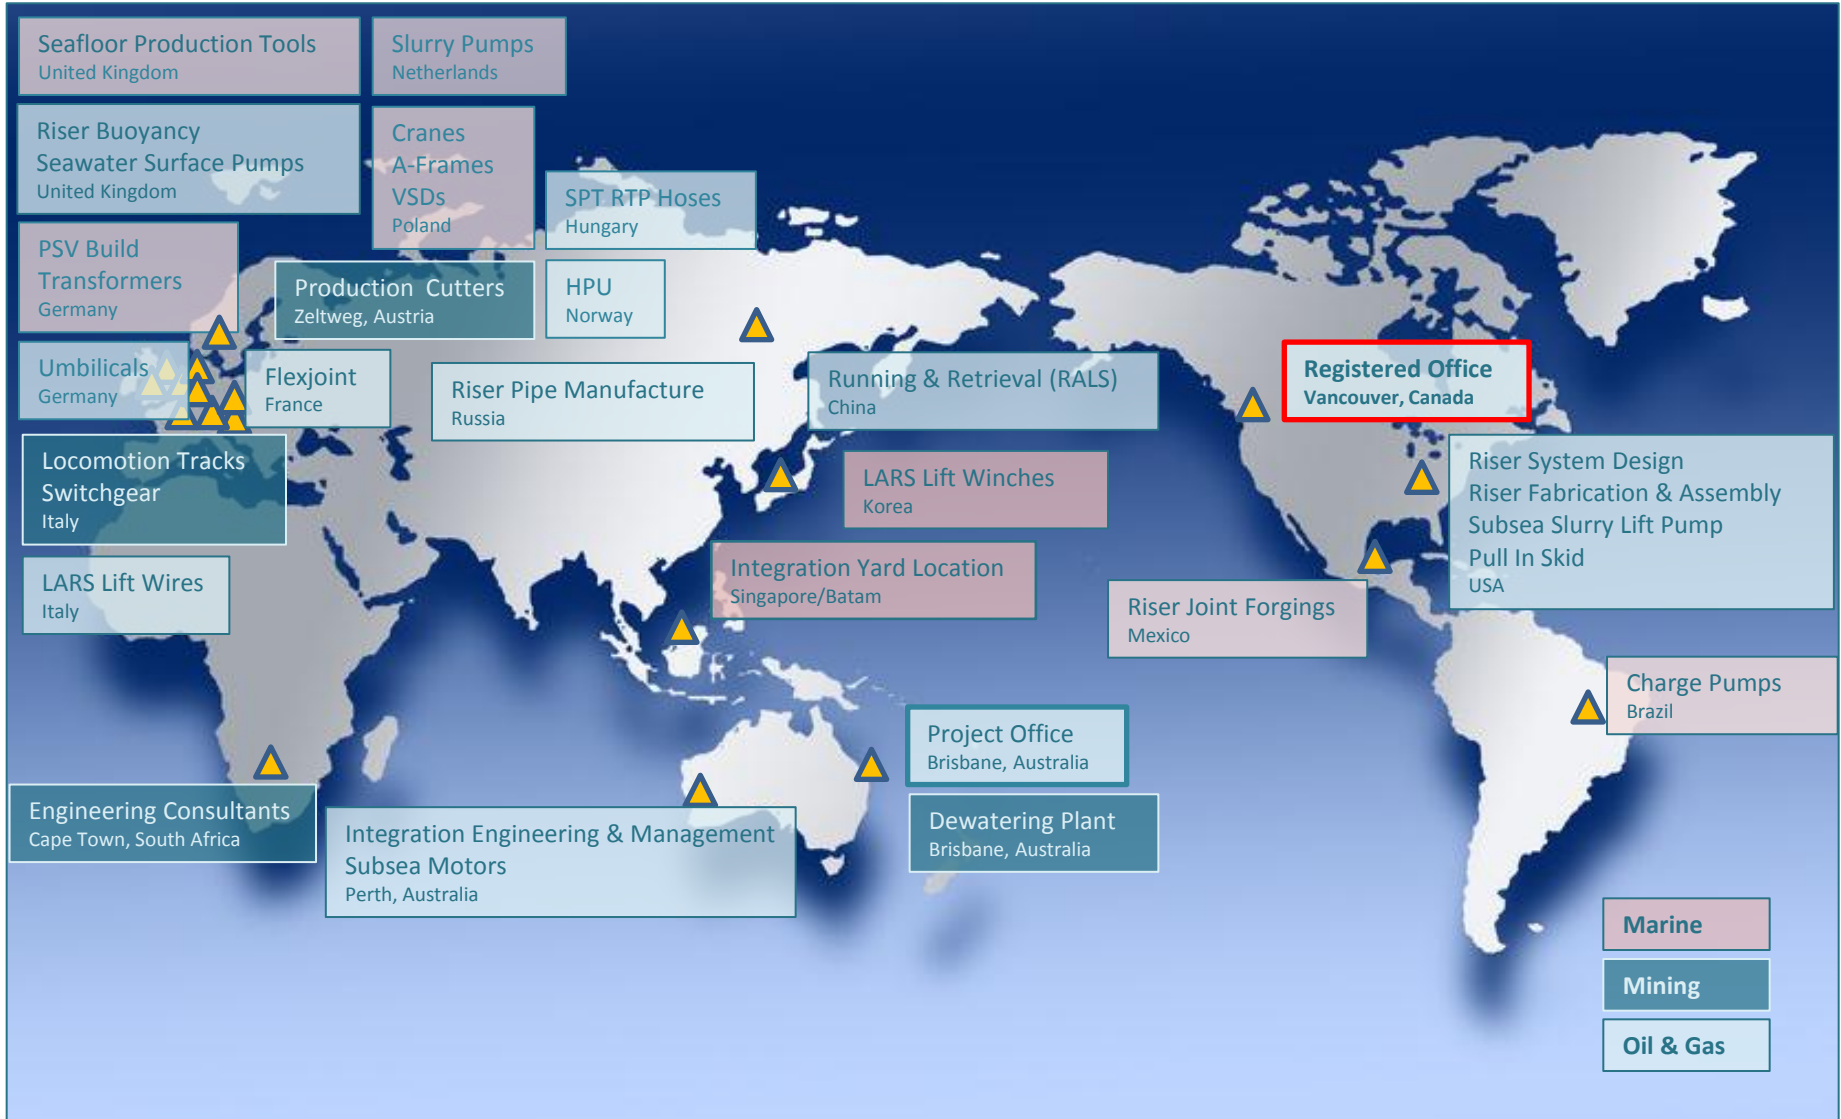 Seafloor Production Tools
United Kingdom
Slurry Pumps
Netherlands
Riser Buoyancy
Seawater Surface Pumps
United Kingdom
Cranes
A-Frames
VSDs
Poland
SPT RTP Hoses
Hungary
PSV Build
Transformers
Germany
Production Cutters
Zeltweg, Austria
HPU
Norway
Umbilicals
Germany
Flexjoint
France
Riser Pipe Manufacture
Russia
Running & Retrieval (RALS)
China
Registered Office
Vancouver, Canada
Locomotion Tracks
Switchgear
Italy
LARS Lift Winches
Korea
Riser System Design
Riser Fabrication & Assembly
Subsea Slurry Lift Pump
Pull In Skid
USA
LARS Lift Wires
Italy
Integration Yard Location
Singapore/Batam
Riser Joint Forgings
Mexico
Charge Pumps
Brazil
Project Office
Brisbane, Australia
Engineering Consultants
Cape Town, South Africa
Integration Engineering & Management
Subsea Motors
Perth, Australia
Dewatering Plant
Brisbane, Australia
Marine
Mining
Oil & Gas